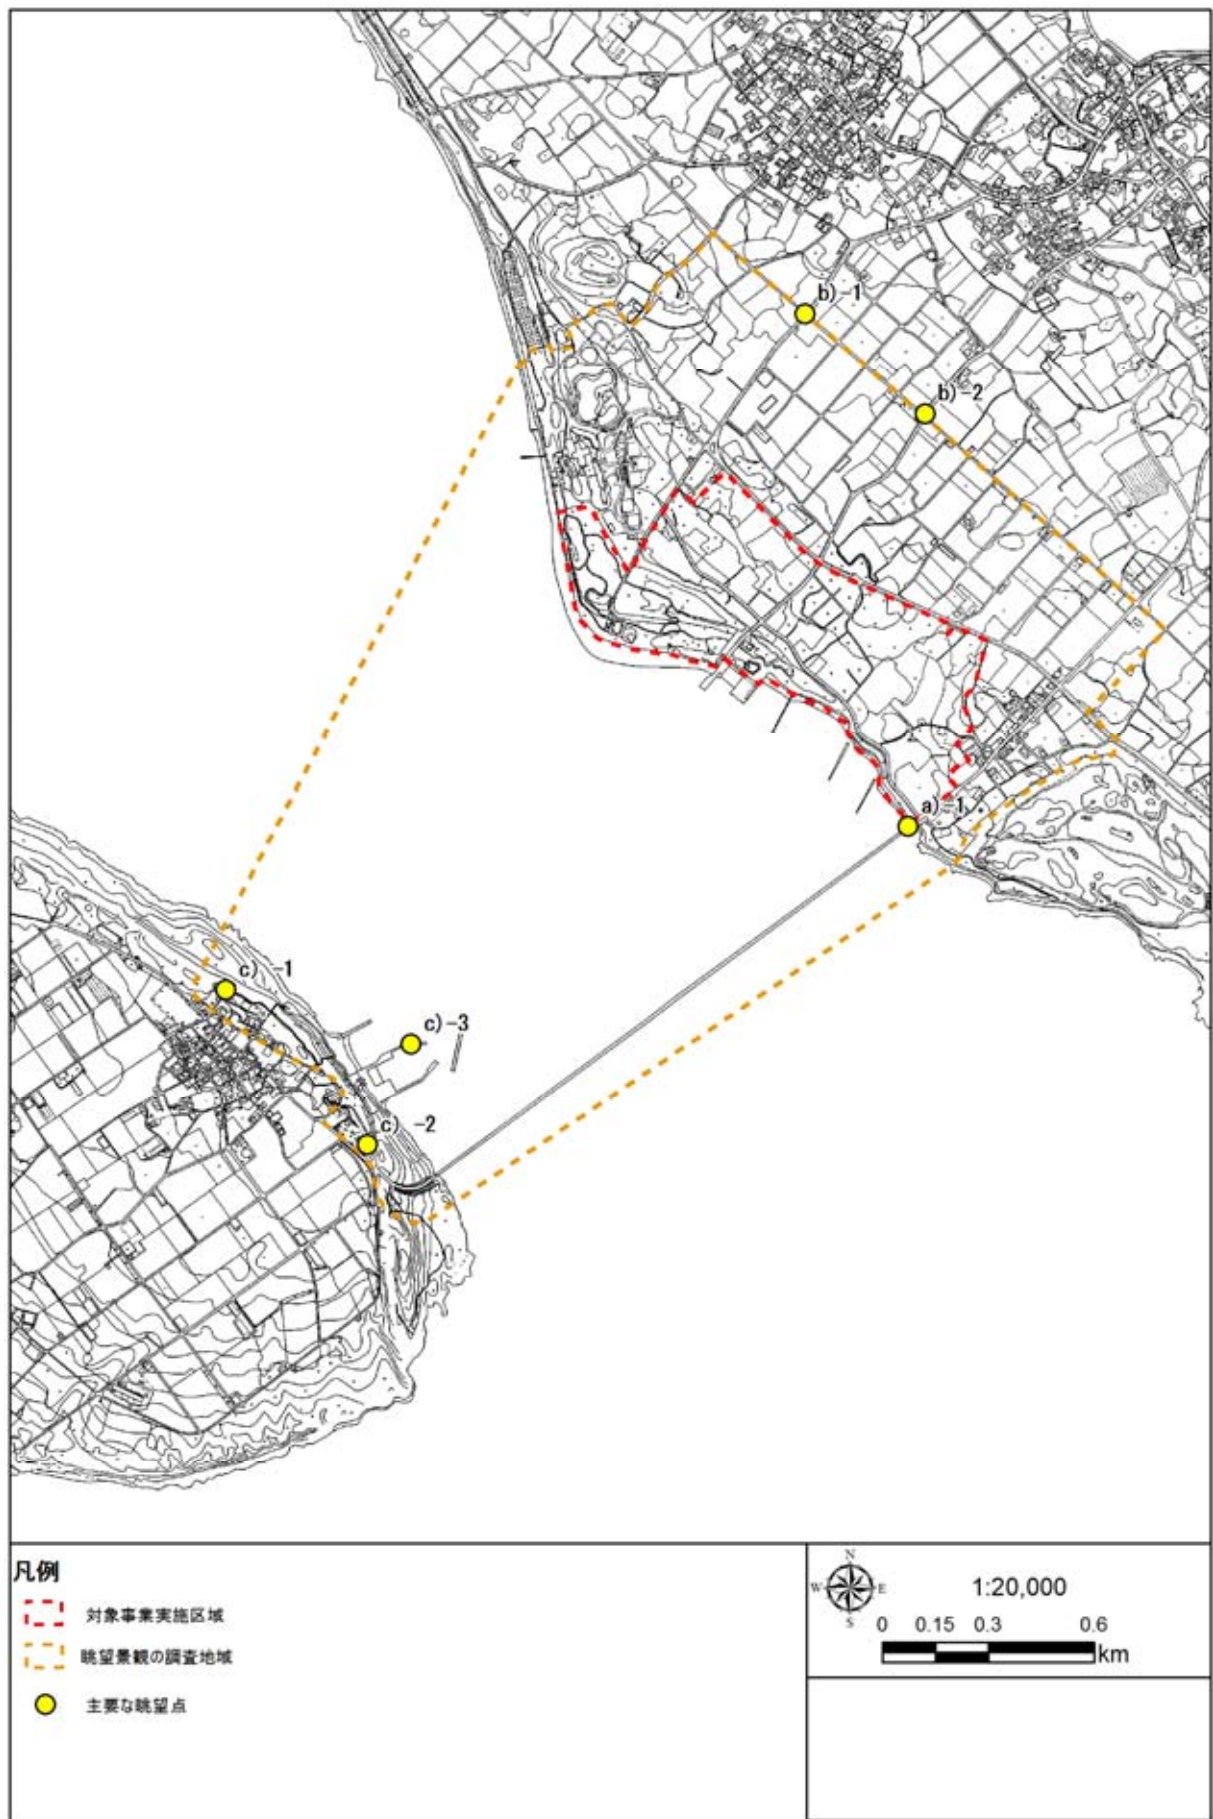 b)-1
b)-2
a)-1
c) -1
c)-3
c) -2
凡例
対象事業実施区域
眺望景観の調査地域
主要な眺望点
N
W E
S
1:20,000
0 0.15 0.3 0.6
km